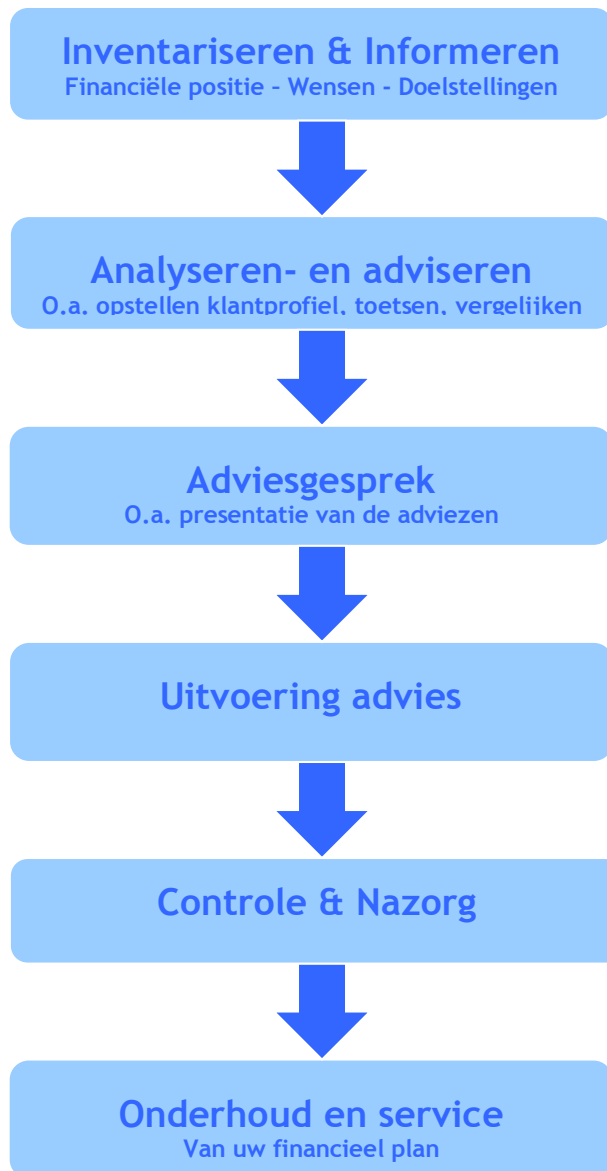 Inventariseren & Informeren
Financiële positie – Wensen - Doelstellingen
Analyseren- en adviseren
O.a. opstellen klantprofiel, toetsen, vergelijken
Adviesgesprek
O.a. presentatie van de adviezen
Uitvoering advies
Controle & Nazorg
Onderhoud en service
Van uw financieel plan